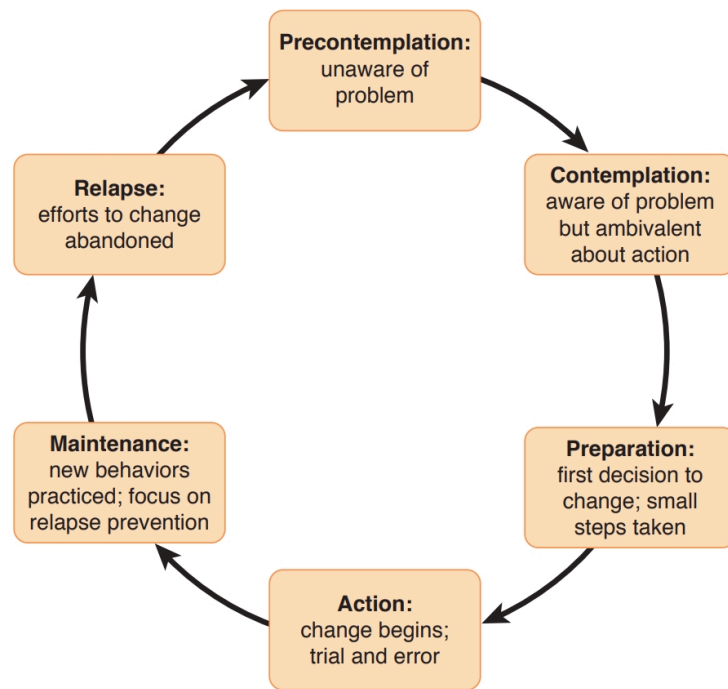 Precontemplation:
unaware of
problem
Contemplation:
aware of problem
but ambivalent
about action
Preparation:
first decision to
change; small
steps taken
Action:
change begins;
trial and error
Maintenance:
new behaviors
practiced; focus on
relapse prevention
Relapse:
efforts to change
abandoned